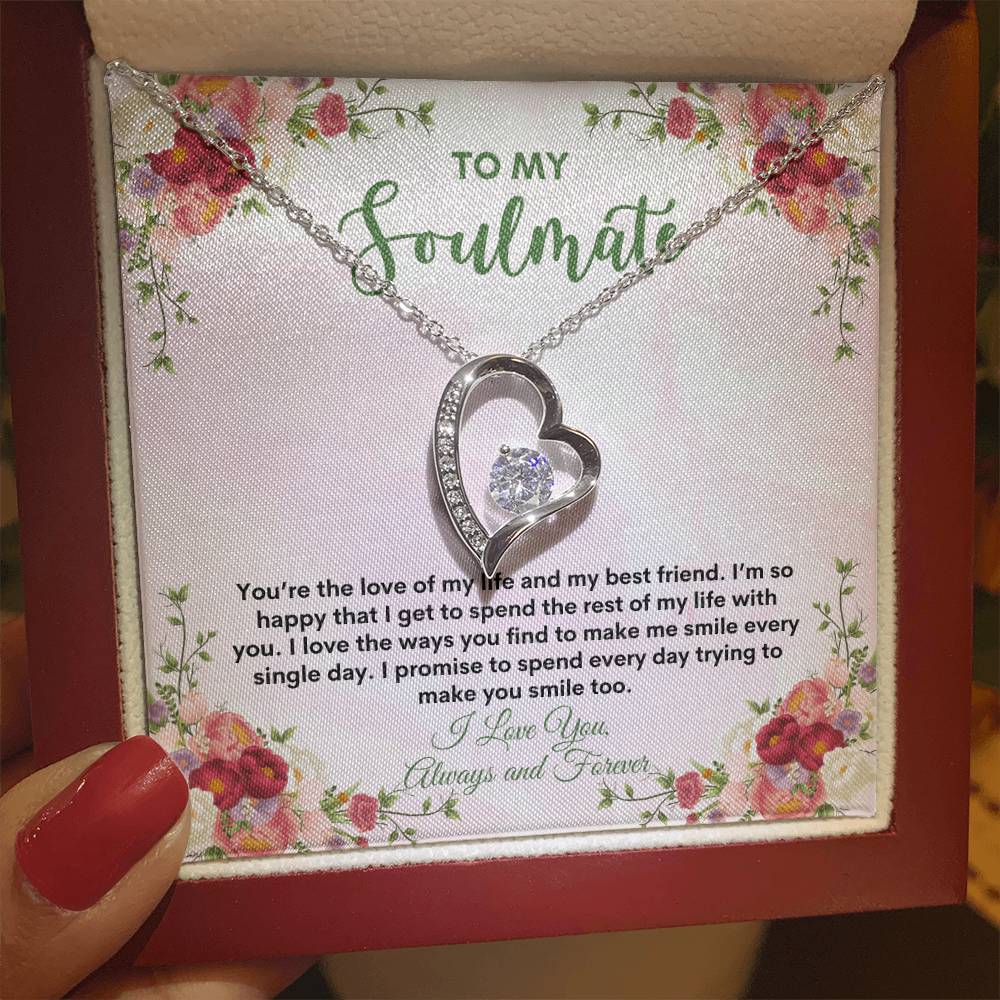 TO MY
Soulmate
You're the love of my life and my best friend. I'm so
happy that I get to spend the rest of my life with
you. I love the ways you find to make me smile every
single day. I promise to spend every day trying to
make you smile too.
I Love You,
Always and Forever